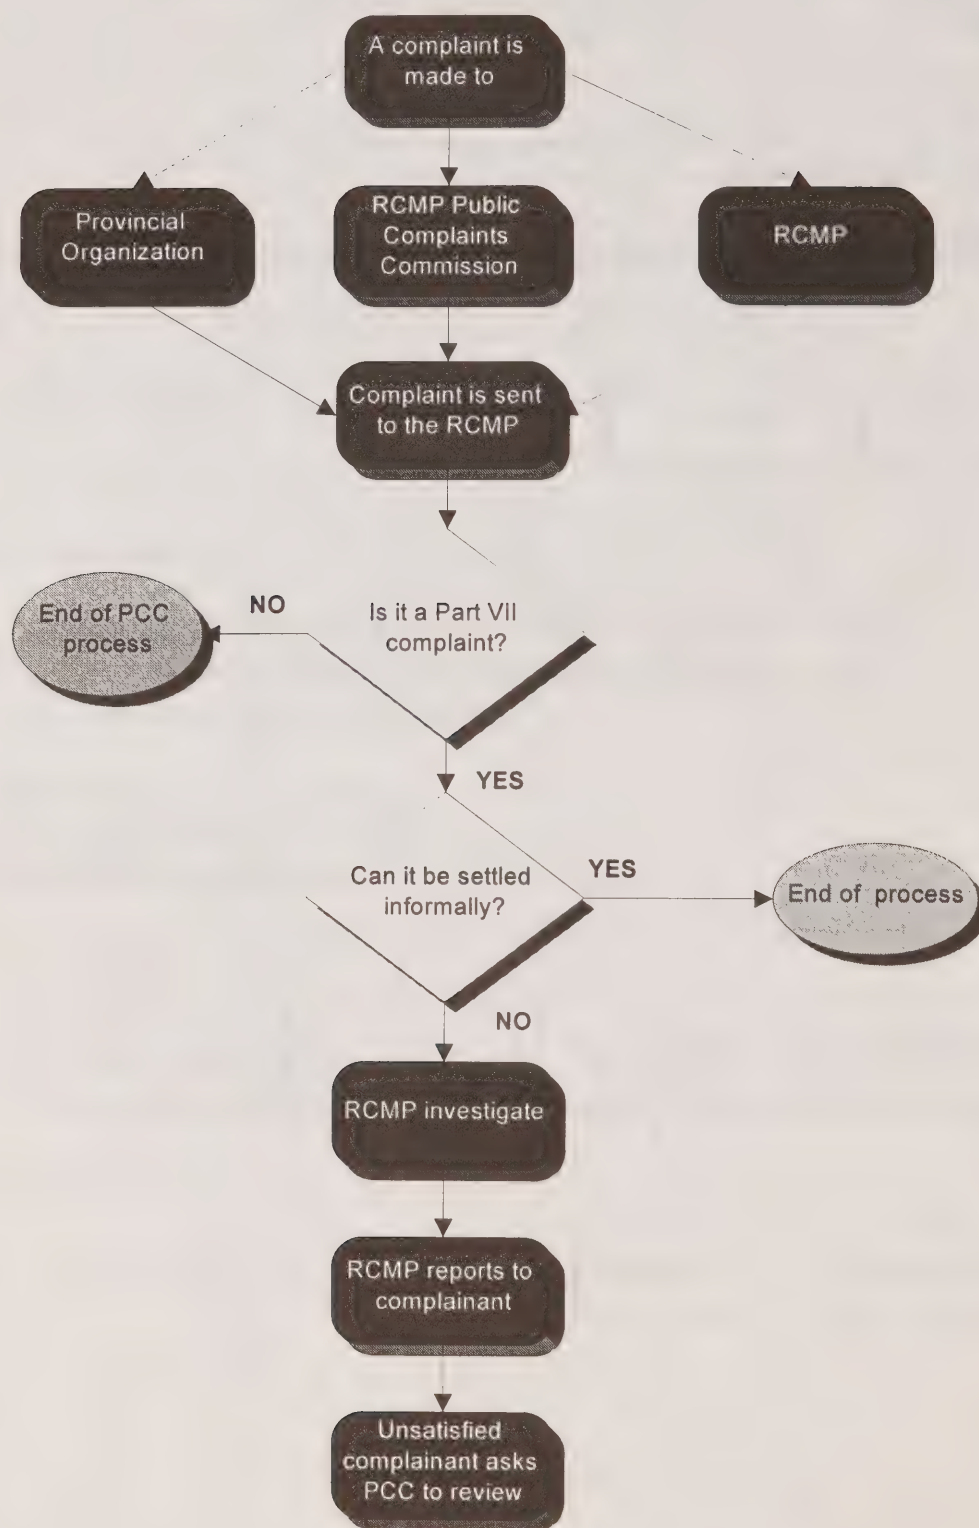 A complaint is
made to
Provincial
Organization
RCMP Public
Complaints
Commission
RCMP
Complaint is sent
to the RCMP
End of PCC
process
NO
Is it a Part VII
complaint?
YES
Can it be settled
informally?
YES
End of process
NO
RCMP investigate
RCMP reports to
complainant
Unsatisfied
complainant asks
PCC to review